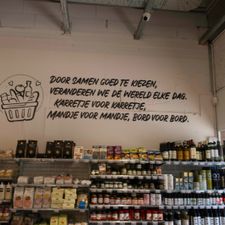 DOOR SAMEN GOED TE KIEZEN,
VERANDEREN WE DE WERELD ELKE DAG.
KARRETJE VOOR KARRETJE,
MANDJE VOOR MANDJE, BORD VOOR BORD.